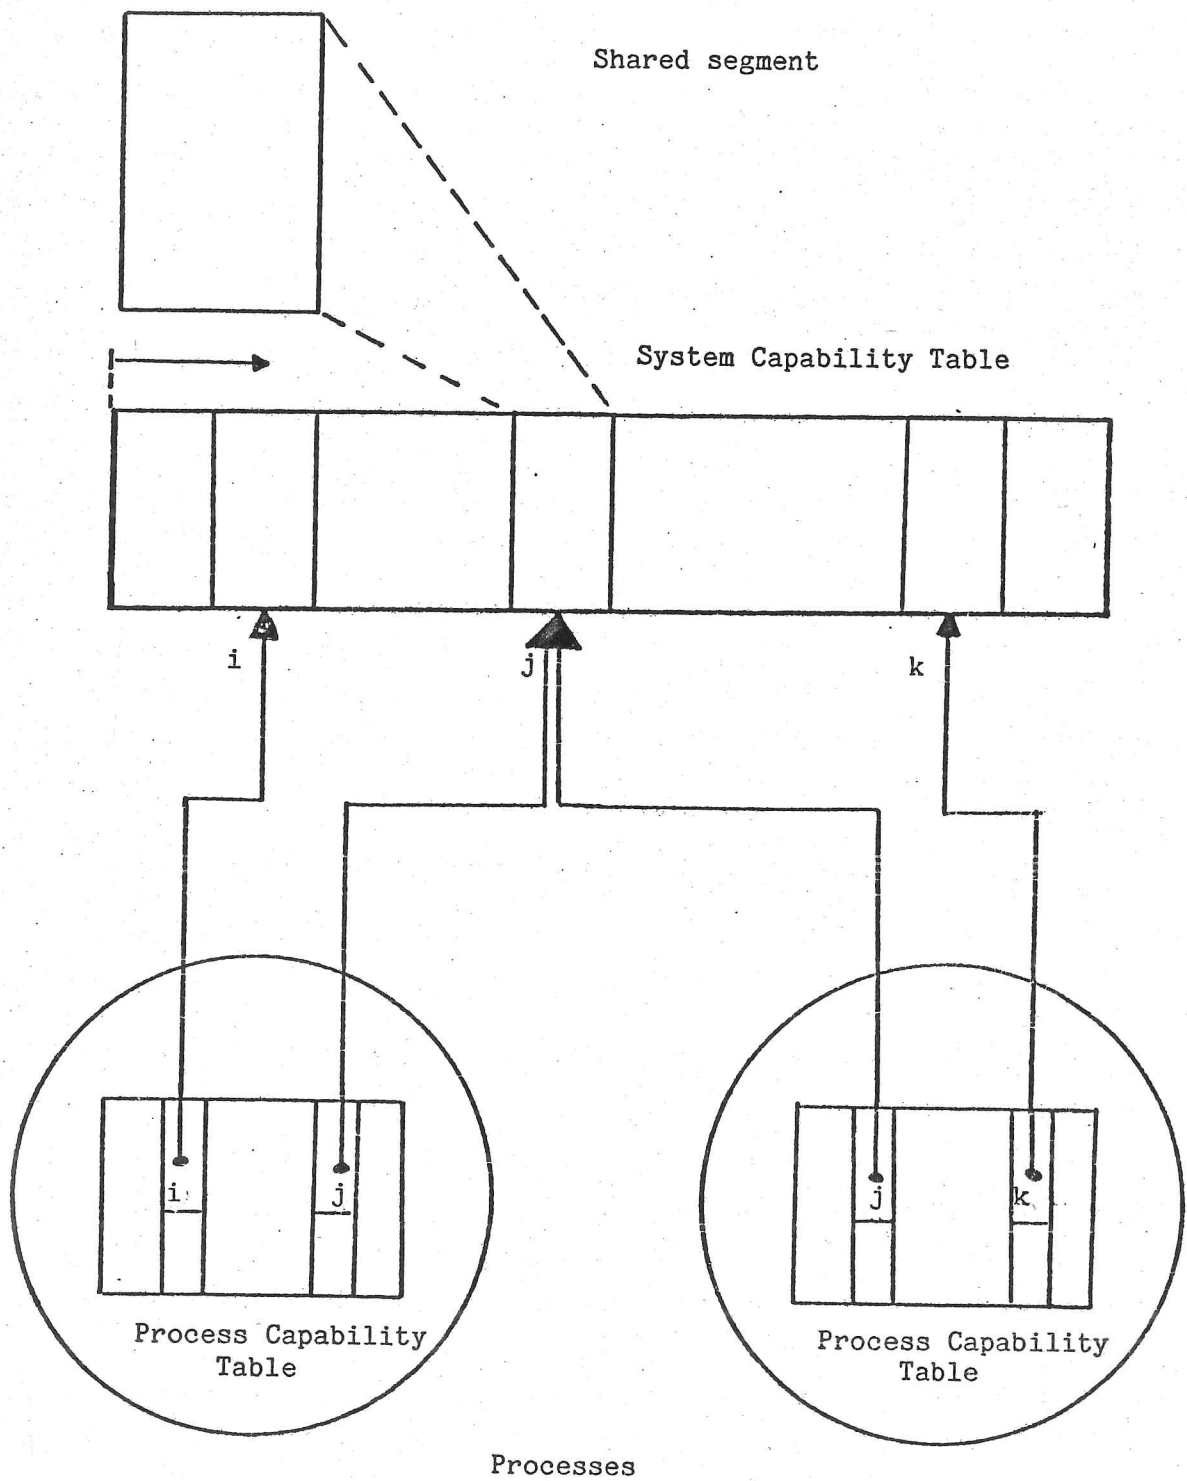 Shared segment
System Capability Table
i
j
k
i
j
j
k
Process Capability
Table
Process Capability
Table
Processes